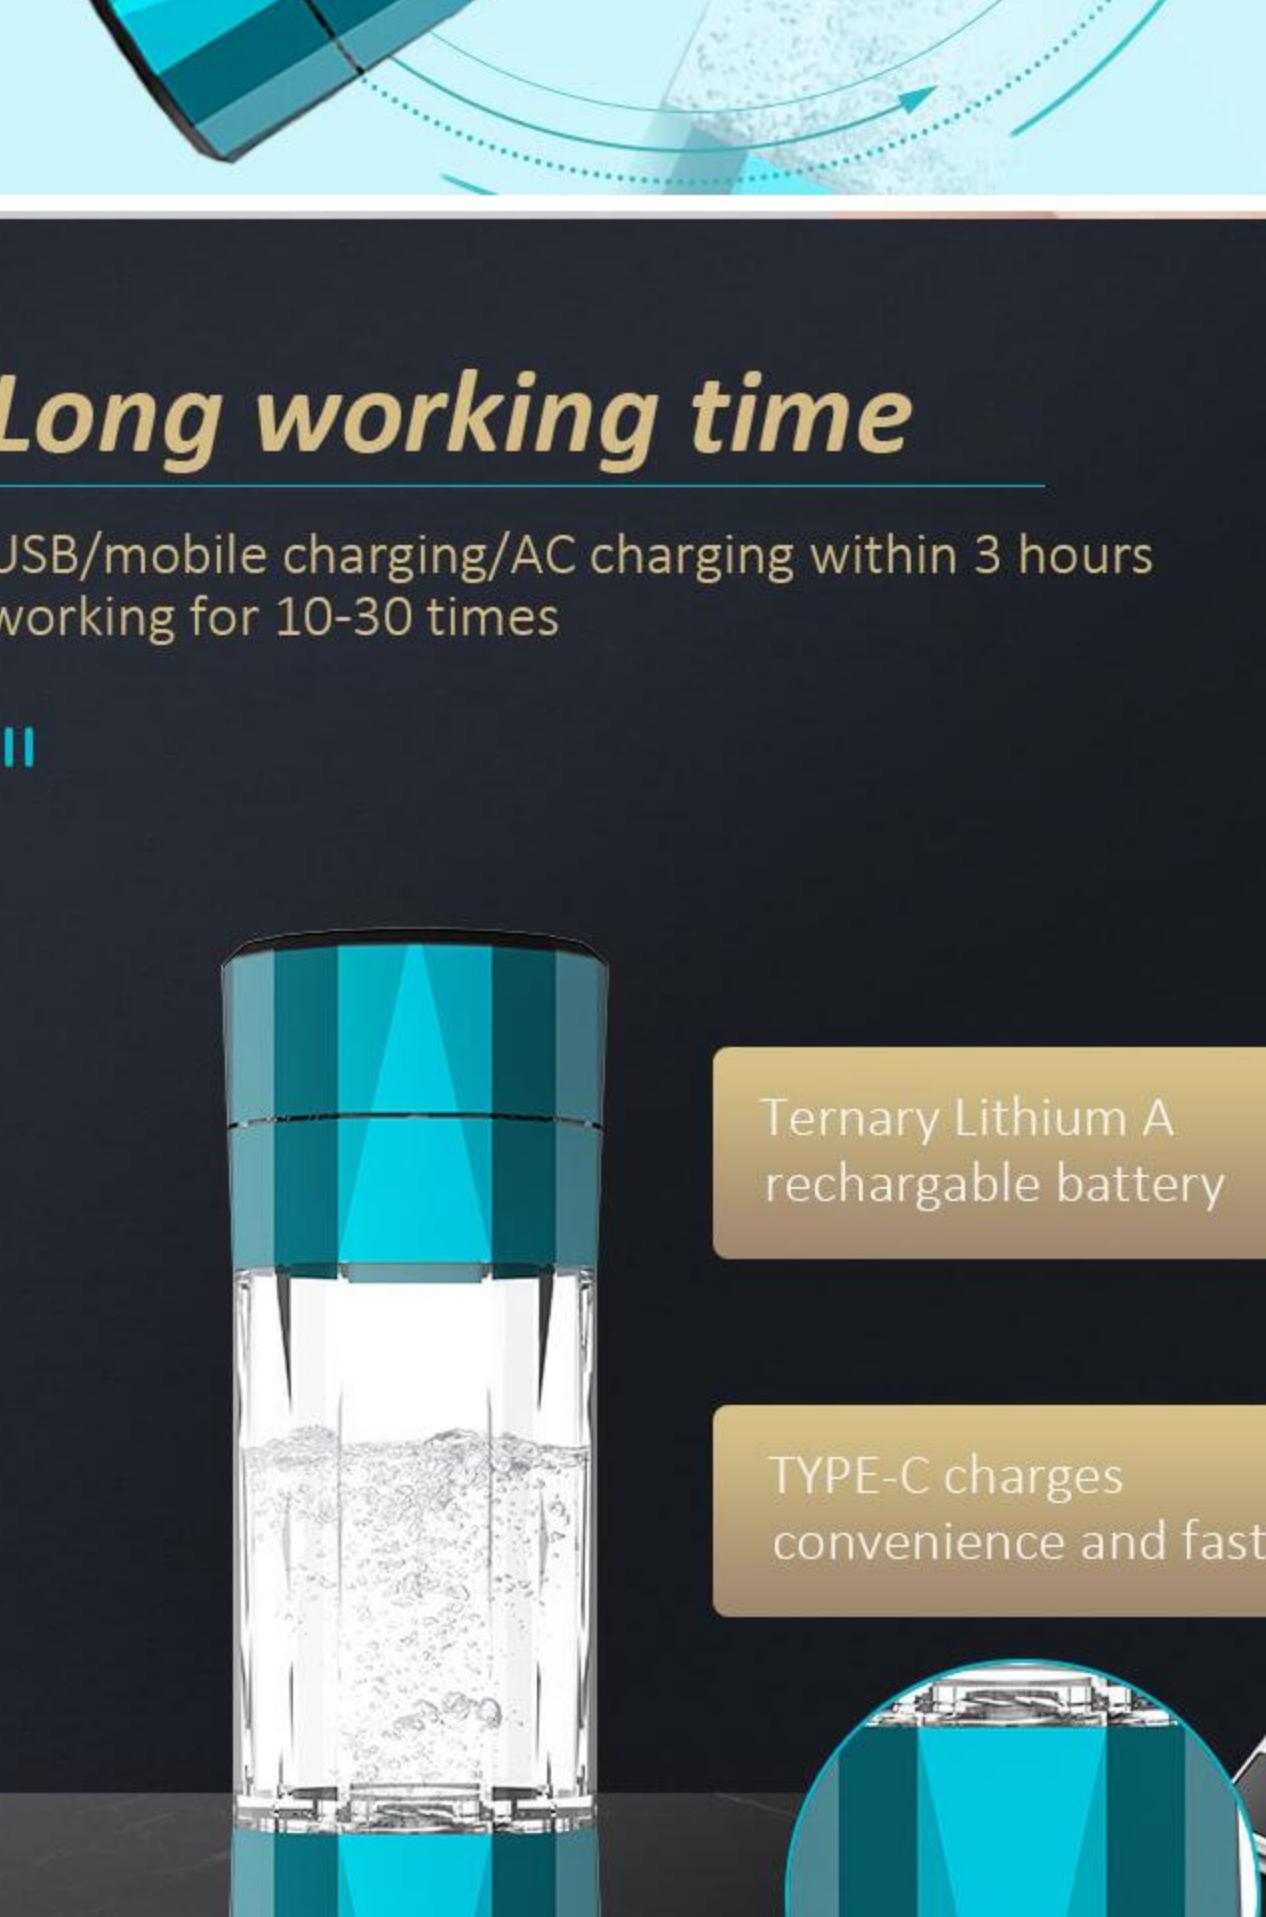 Long working time
USB/mobile charging/AC charging within 3 hours
working for 10-30 times
Ternary Lithium A
rechargable battery
TYPE-C charges
convenience and fast